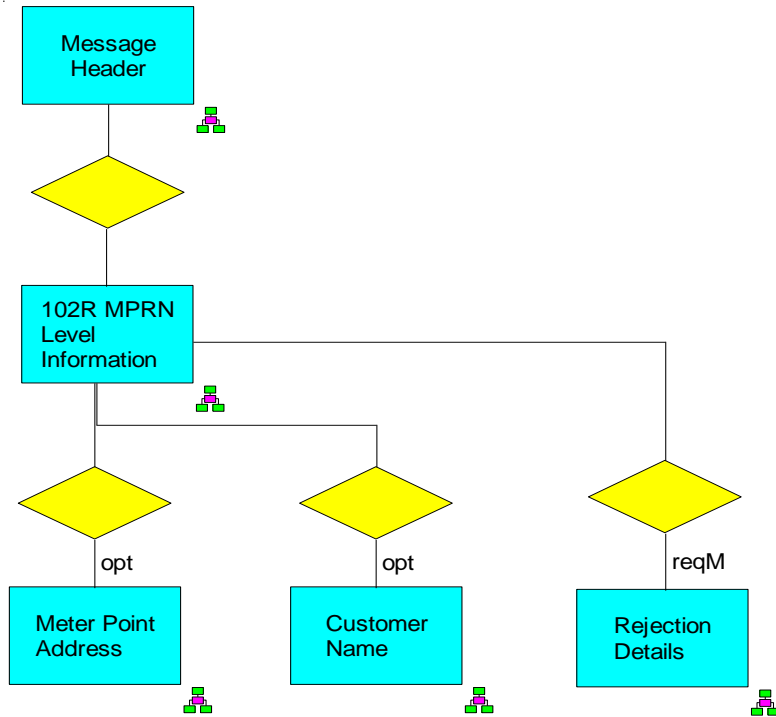 Message
Header
102R MPRN
Level
Information
opt
opt
reqM
Meter Point
Address
Customer
Name
Rejection
Details